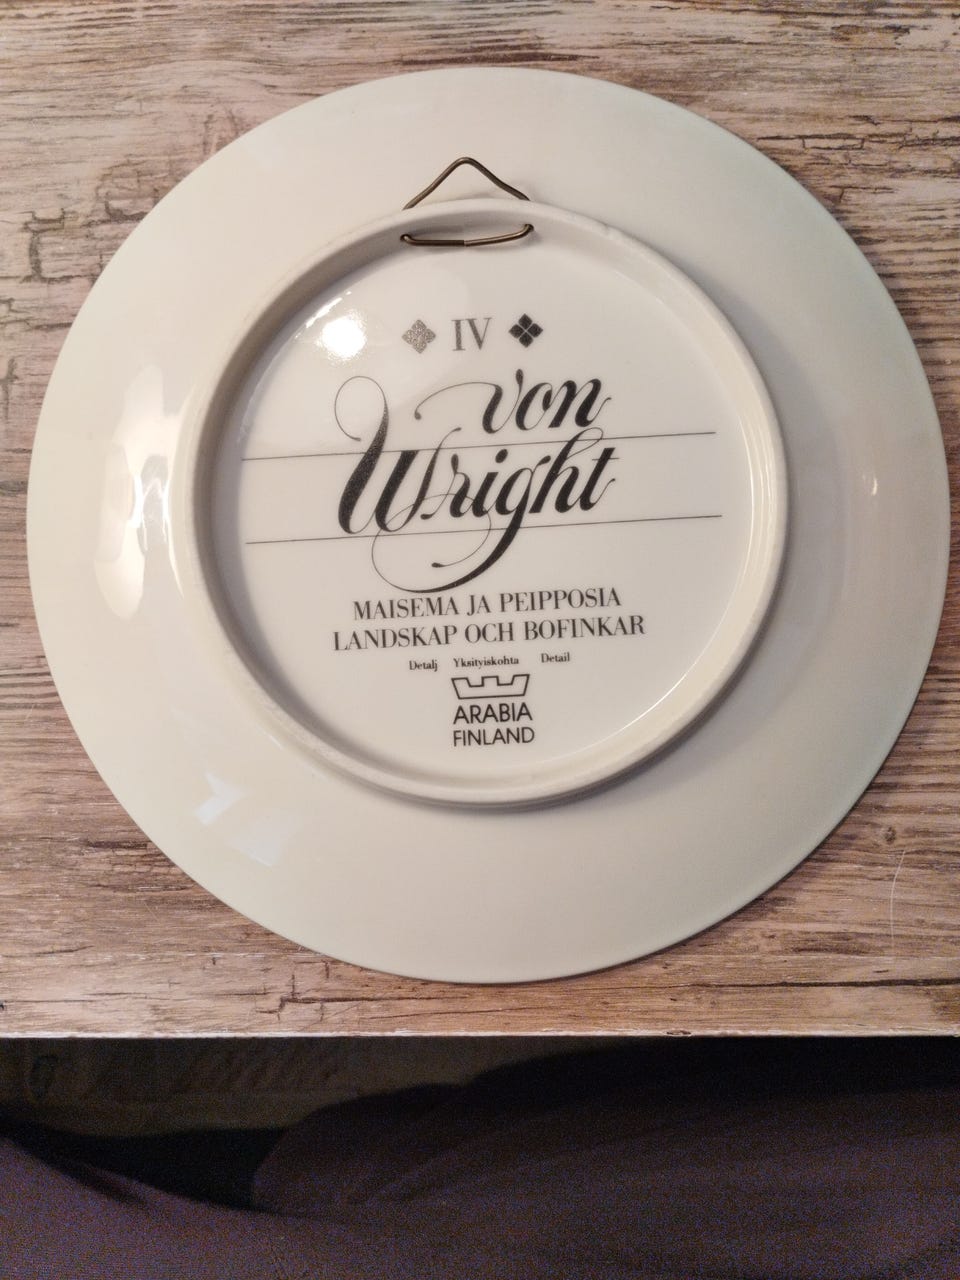 IV
von
Wright
MAISEMA JA PEIPPOSIA
LANDSKAP OCH BOFINKAR
Detalj Yksityiskohta Detail
ARABIA
FINLAND